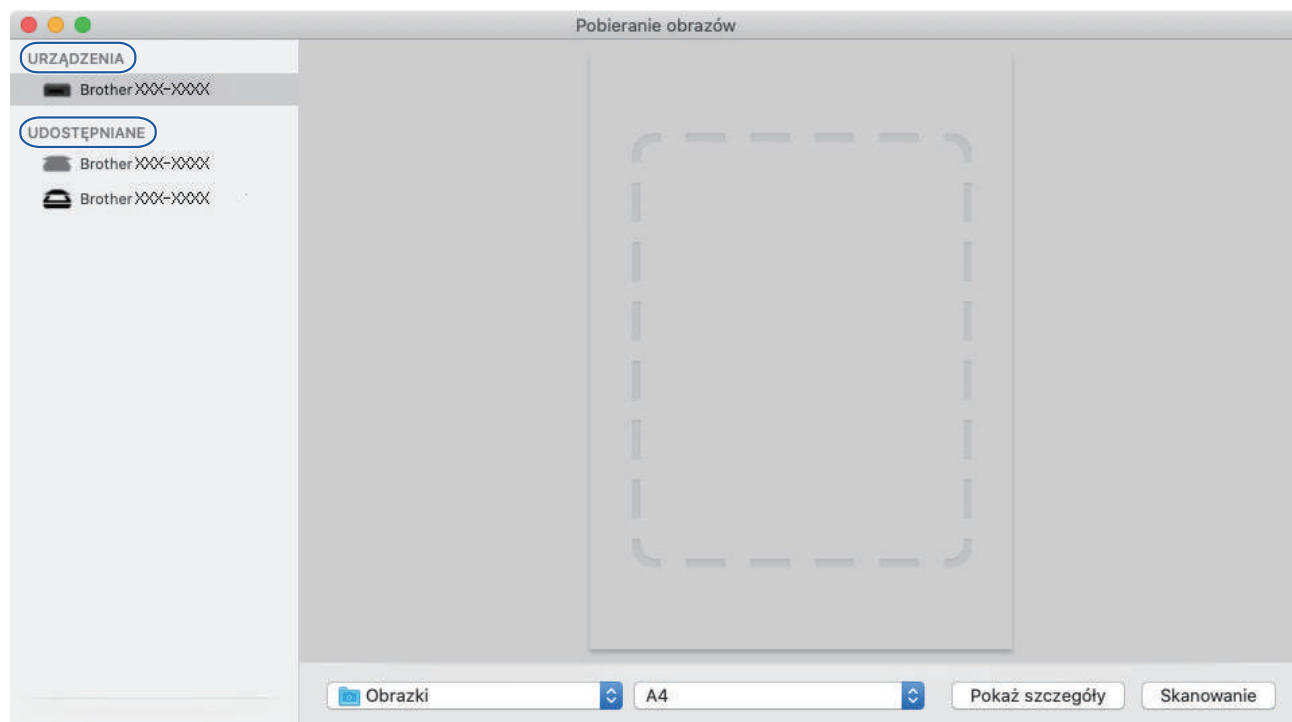 Pobieranie obrazów
URZĄDZENIA
Brother XXX-XXXX
UDOSTĘPNIANE
Brother XXX-XXXX
Brother XXX-XXXX
Obrazki
A4
Pokaż szczegóły
Skanowanie